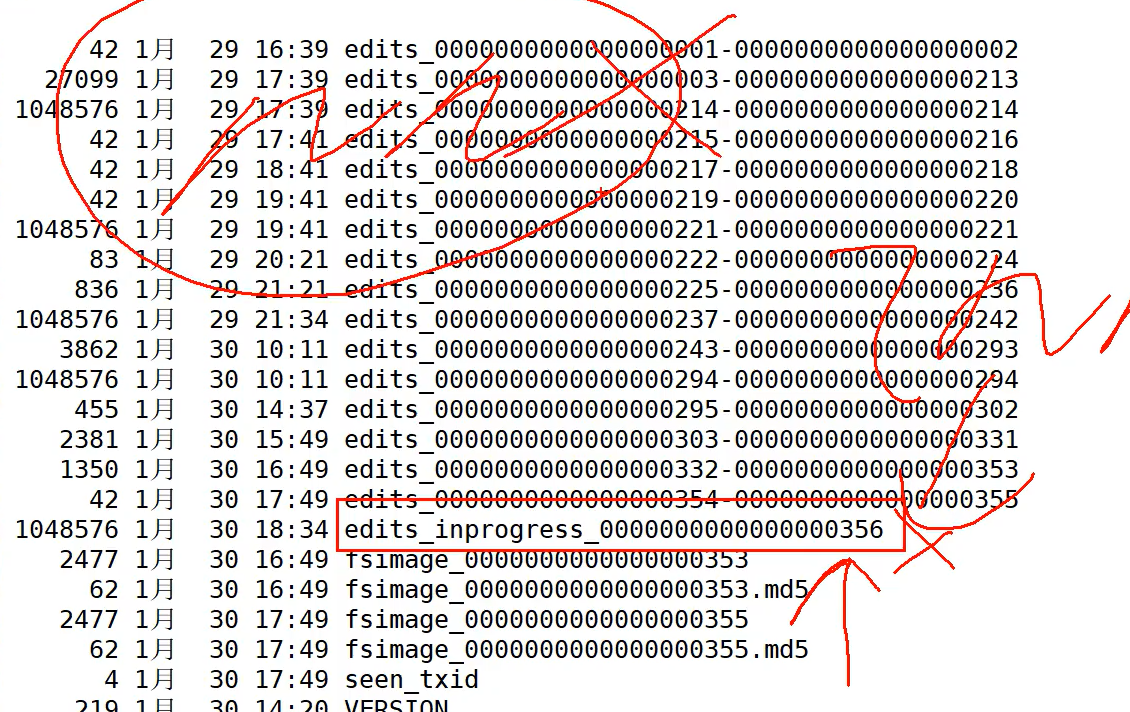 42 1月 29 16:39 edits_0000000000000000001-0000000000000000002
27099 1月 29 17:39 edits_0000000000000000003-0000000000000000213
1048576 1月 29 17:39 edits_0000000000000000214-0000000000000000214
42 1月 29 17:41 edits_0000000000000000215-0000000000000000216
42 1月 29 18:41 edits_0000000000000000217-0000000000000000218
42 1月 29 19:41 edits_0000000000000000219-0000000000000000220
1048576 1月 29 19:41 edits_0000000000000000221-0000000000000000221
83 1月 29 20:21 edits_0000000000000000222-0000000000000000224
836 1月 29 21:21 edits_0000000000000000225-0000000000000000236
1048576 1月 29 21:34 edits_0000000000000000237-0000000000000000242
3862 1月 30 10:11 edits_0000000000000000243-0000000000000000293
1048576 1月 30 10:11 edits_0000000000000000294-0000000000000000294
455 1月 30 14:37 edits_0000000000000000295-0000000000000000302
2381 1月 30 15:49 edits_0000000000000000303-0000000000000000331
1350 1月 30 16:49 edits_0000000000000000332-0000000000000000353
42 1月 30 17:49 edits_0000000000000000354-0000000000000000355
1048576 1月 30 18:34 edits_inprogress_0000000000000000356
2477 1月 30 16:49 fsimage_0000000000000000353
62 1月 30 16:49 fsimage_0000000000000000353.md5
2477 1月 30 17:49 fsimage_0000000000000000355
62 1月 30 17:49 fsimage_0000000000000000355.md5
4 1月 30 17:49 seen_txid
219 1月 30 14:20 VERSION